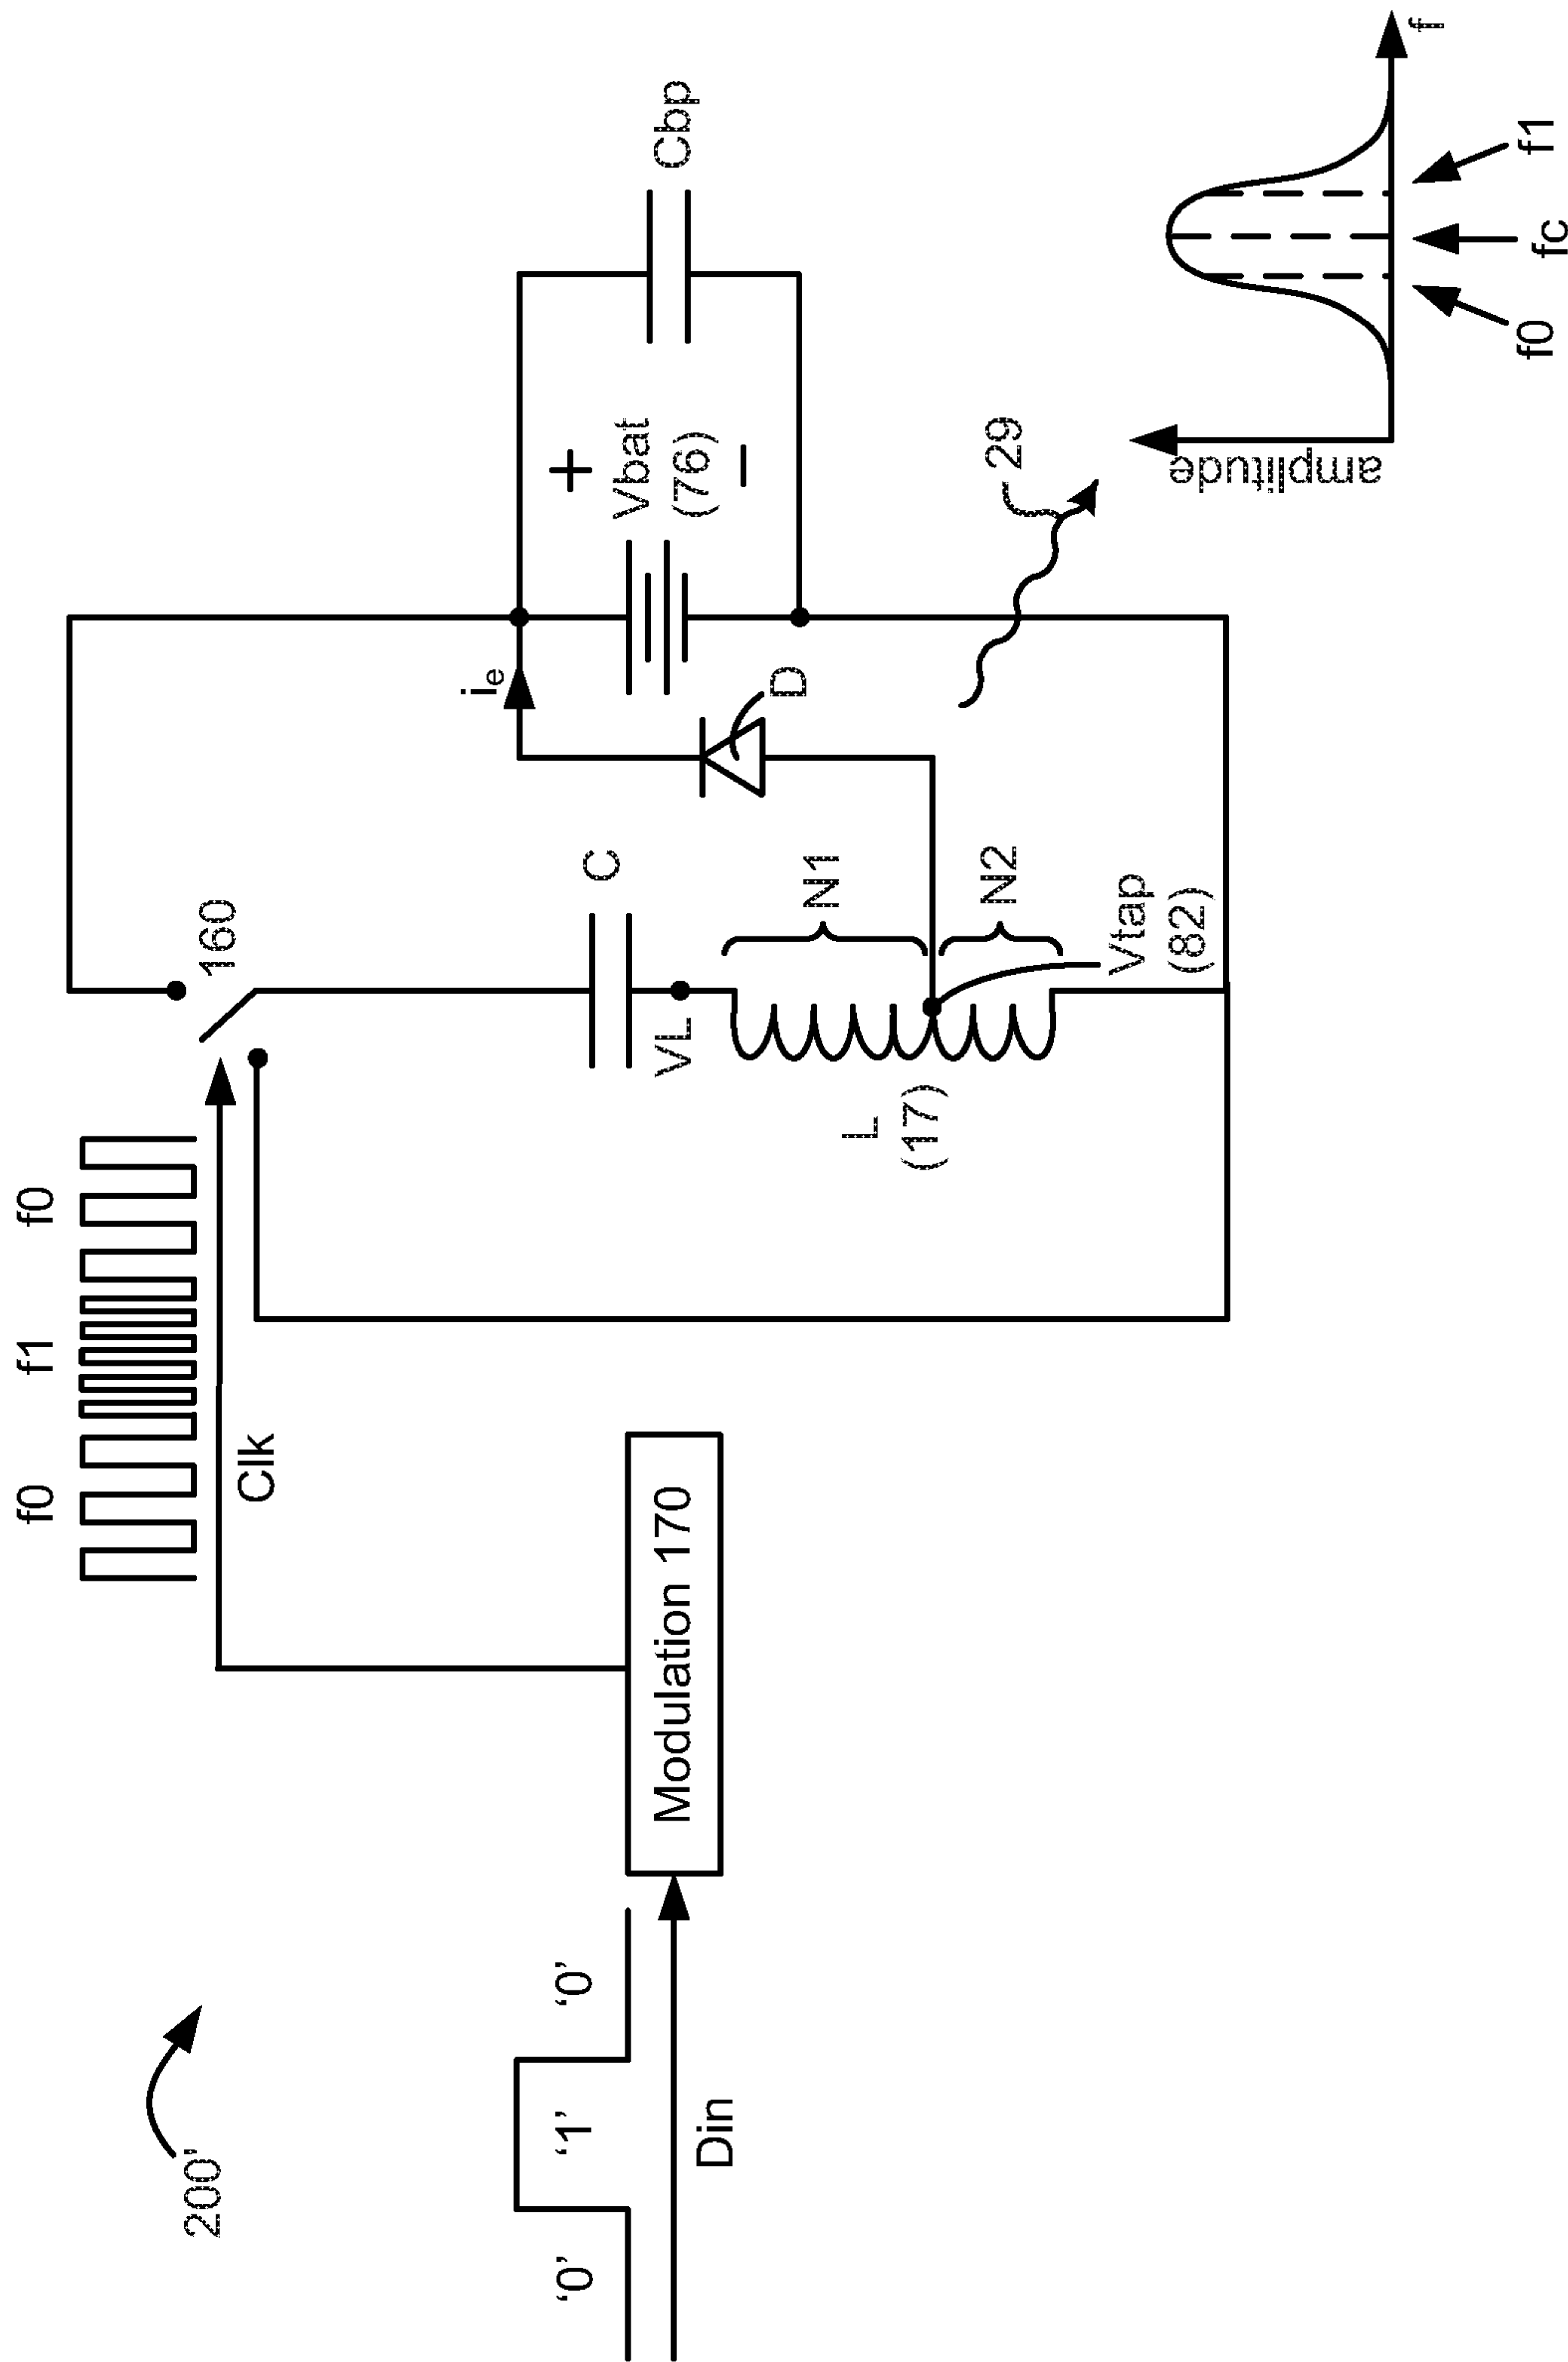 200'
'0'
'1'
'0'
Din
Modulation 170
f0
f1
f0
Clk
160
C
VL
L
(17)
N1
N2
Vtap
(82)
D
ie
+
Vbat
(76)
–
Cbp
29
amplitude
f
f0
fc
f1